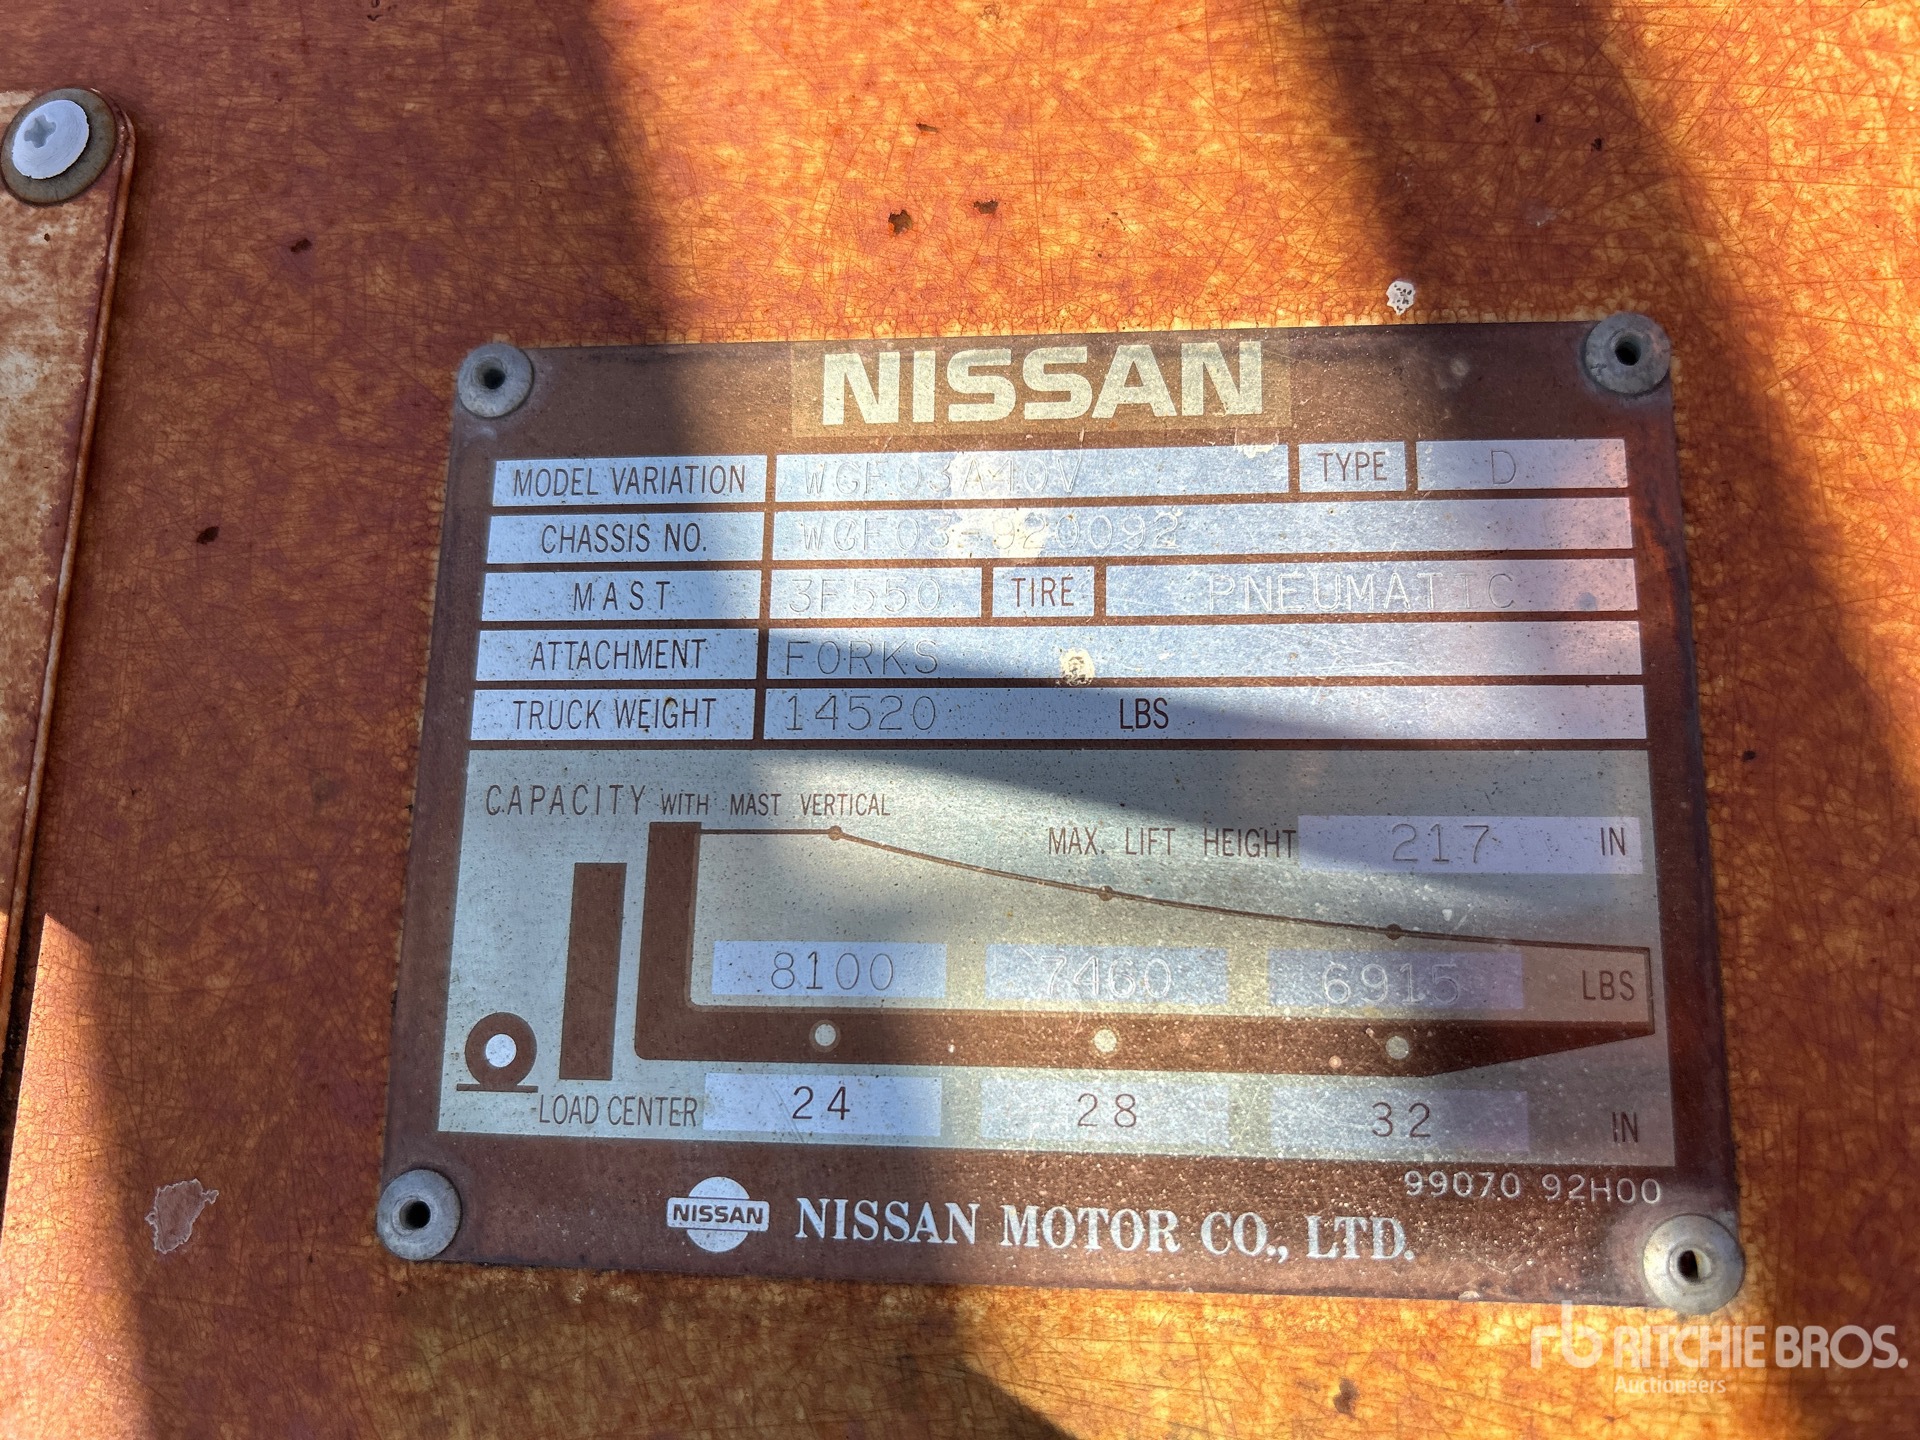 NISSAN
MODEL VARIATION WGF03A40V TYPE D
CHASSIS NO. WGF03-920092
MAST 3F550 TIRE PNEUMATIC
ATTACHMENT FORKS
TRUCK WEIGHT 14520 LBS
CAPACITY WITH MAST VERTICAL
MAX. LIFT HEIGHT 217 IN
8100 7460 6915 LBS
LOAD CENTER 24 28 32 IN
99070 92H00
NISSAN NISSAN MOTOR CO., LTD.
rb RITCHIE BROS.
Auctioneers